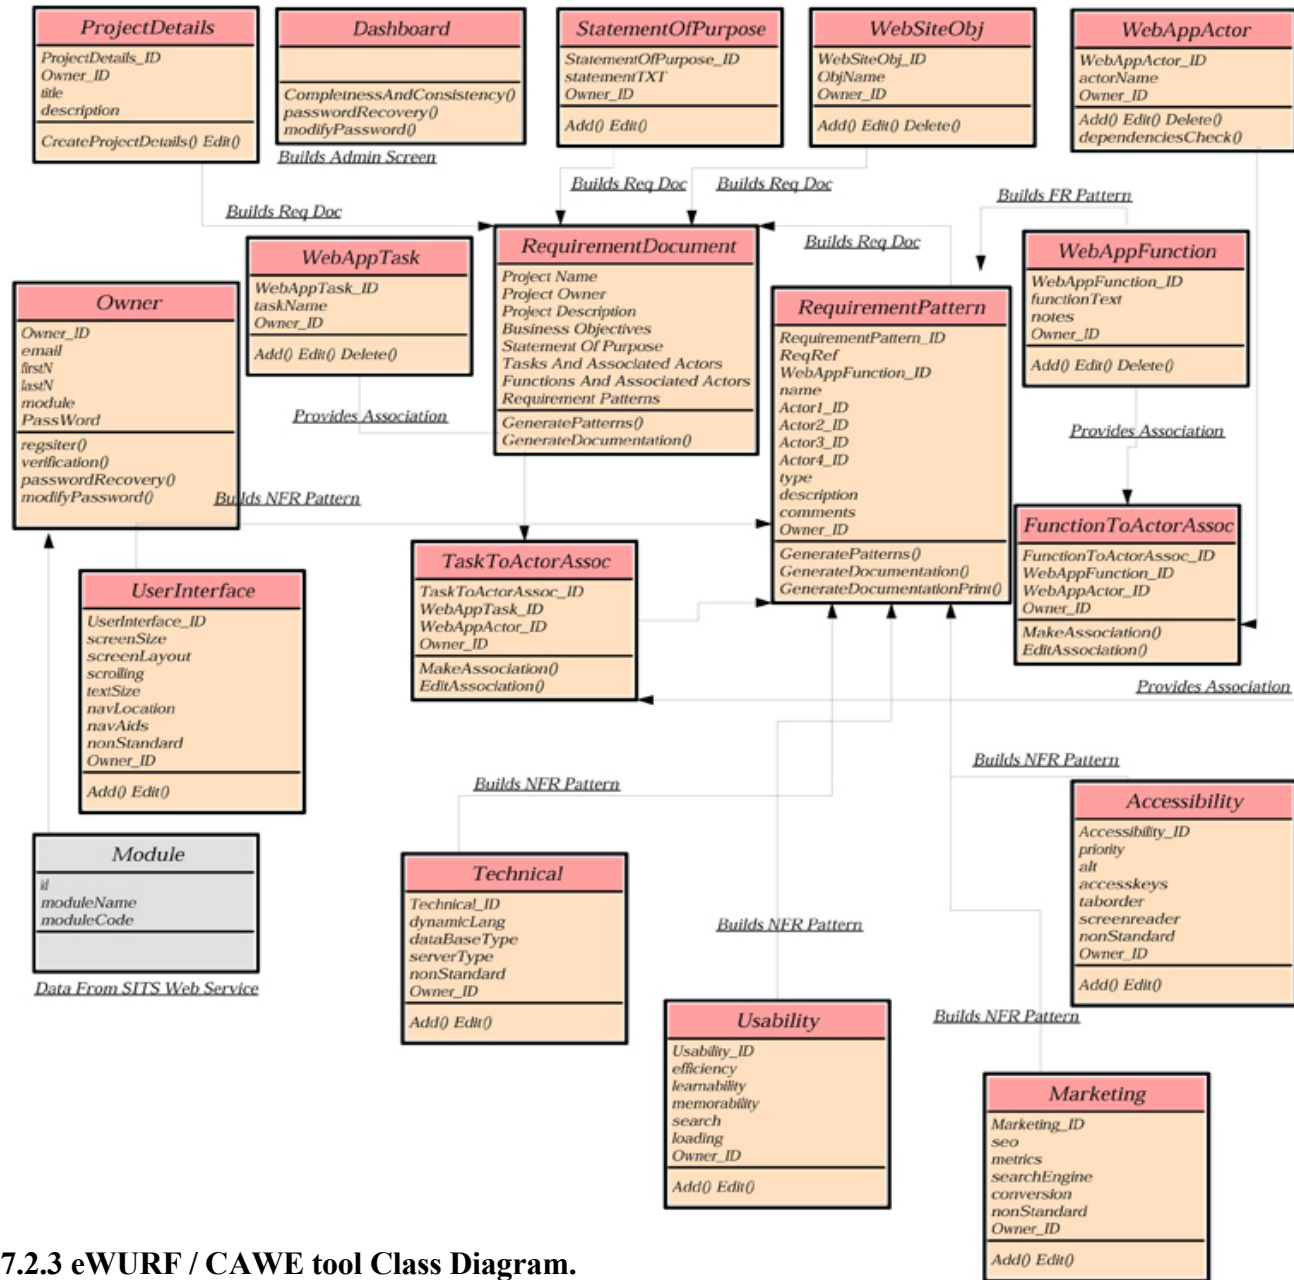 ProjectDetails
ProjectDetails_ID
Owner_ID
title
description
CreateProjectDetails() Edit()
Dashboard
CompletnessAndConsistency()
passwordRecovery()
modifyPassword()
Builds Admin Screen
StatementOfPurpose
StatementOfPurpose_ID
statementTXT
Owner_ID
Add() Edit()
WebSiteObj
WebSiteObj_ID
ObjName
Owner_ID
Add() Edit() Delete()
WebAppActor
WebAppActor_ID
actorName
Owner_ID
Add() Edit() Delete()
dependenciesCheck()
Builds Req Doc
Builds Req Doc
Builds Req Doc
Builds Req Doc
Builds FR Pattern
WebAppTask
WebAppTask_ID
taskName
Owner_ID
Add() Edit() Delete()
Provides Association
RequirementDocument
Project Name
Project Owner
Project Description
Business Objectives
Statement Of Purpose
Tasks And Associated Actors
Functions And Associated Actors
Requirement Patterns
GeneratePatterns()
GenerateDocumentation()
WebAppFunction
WebAppFunction_ID
functionText
notes
Owner_ID
Add() Edit() Delete()
Provides Association
Owner
Owner_ID
email
firstN
lastN
module
PassWord
regsiter()
verification()
passwordRecovery()
modifyPassword()
Builds NFR Pattern
RequirementPattern
RequirementPattern_ID
ReqRef
WebAppFunction_ID
name
Actor1_ID
Actor2_ID
Actor3_ID
Actor4_ID
type
description
comments
Owner_ID
GeneratePatterns()
GenerateDocumentation()
GenerateDocumentationPrint()
FunctionToActorAssoc
FunctionToActorAssoc_ID
WebAppFunction_ID
WebAppActor_ID
Owner_ID
MakeAssociation()
EditAssociation()
Provides Association
TaskToActorAssoc
TaskToActorAssoc_ID
WebAppTask_ID
WebAppActor_ID
Owner_ID
MakeAssociation()
EditAssociation()
UserInterface
UserInterface_ID
screenSize
screenLayout
scrolling
textSize
navLocation
navAids
nonStandard
Owner_ID
Add() Edit()
Module
id
moduleName
moduleCode
Data From SITS Web Service
Builds NFR Pattern
Technical
Technical_ID
dynamicLang
dataBaseType
serverType
nonStandard
Owner_ID
Add() Edit()
Builds NFR Pattern
Usability
Usability_ID
efficiency
learnability
memorability
search
loading
Owner_ID
Add() Edit()
Builds NFR Pattern
Accessibility
Accessibility_ID
priority
alt
accesskeys
taborder
screenreader
nonStandard
Owner_ID
Add() Edit()
Builds NFR Pattern
Marketing
Marketing_ID
seo
metrics
searchEngine
conversion
nonStandard
Owner_ID
Add() Edit()
7.2.3 eWURF / CAWE tool Class Diagram.